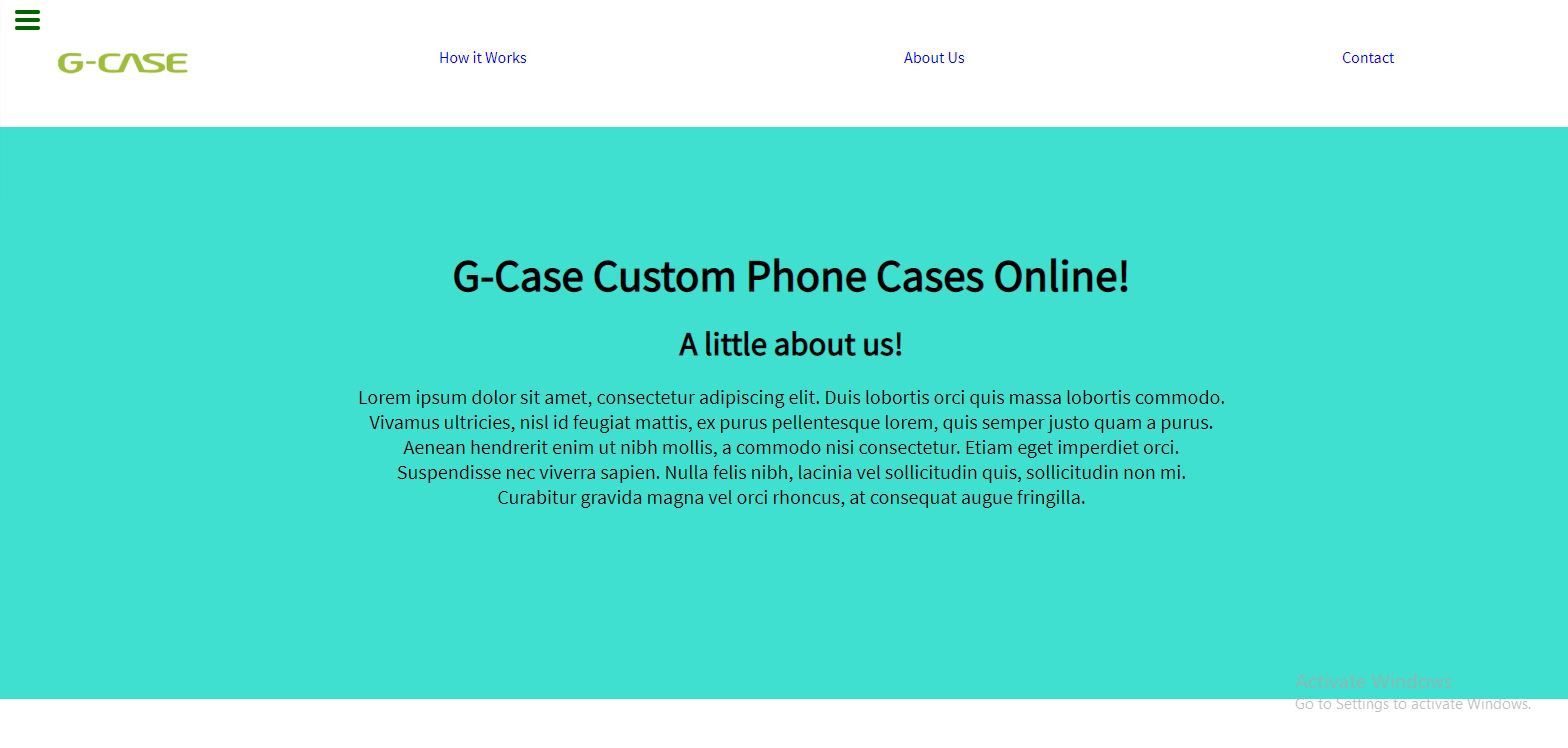 G-CASE
How it Works
About Us
Contact
G-Case Custom Phone Cases Online!
A little about us!
Lorem ipsum dolor sit amet, consectetur adipiscing elit. Duis lobortis orci quis massa lobortis commodo.
Vivamus ultricies, nisl id feugiat mattis, ex purus pellentesque lorem, quis semper justo quam a purus.
Aenean hendrerit enim ut nibh mollis, a commodo nisi consectetur. Etiam eget imperdiet orci.
Suspendisse nec viverra sapien. Nulla felis nibh, lacinia vel sollicitudin quis, sollicitudin non mi.
Curabitur gravida magna vel orci rhoncus, at consequat augue fringilla.
Activate Windows
Go to Settings to activate Windows.